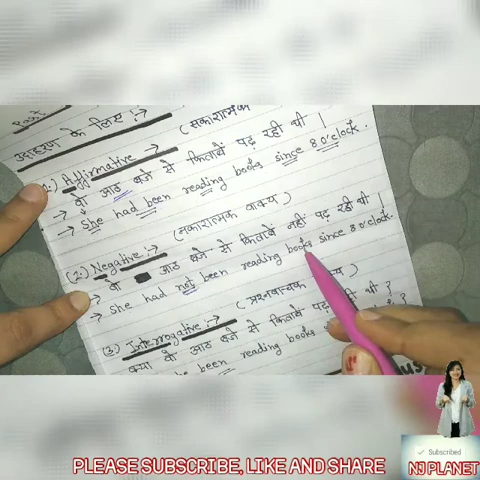 उदाहरण के लिए :→
(1.) Affirmative → (सकारात्मक
→ वो आठ बजे से किताबें पढ़ रही थी |
→ She had been reading books since 8 o'clock.
(2.) Negative :→ (नकारात्मक वाक्य)
→ वो आठ बजे से किताबें नहीं पढ़ रही थी
→ She had not been reading books since 8 o'clock.
(3.) Interrogative :→ (प्रश्नवाचक वाक्य)
क्या वो आठ बजे से किताबें पढ़ रही थी ?
been reading books
Subscribed
PLEASE SUBSCRIBE, LIKE AND SHARE
NJ PLANET